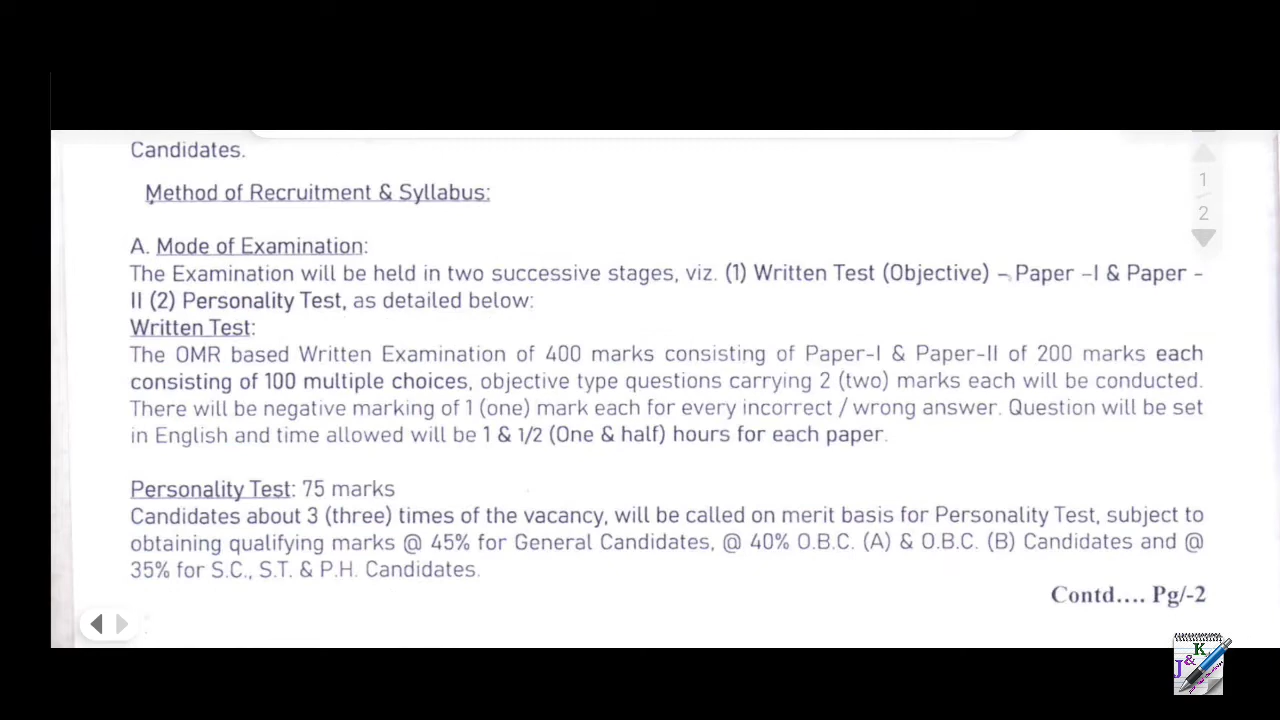 Candidates.
Method of Recruitment & Syllabus:
A. Mode of Examination:
The Examination will be held in two successive stages, viz. (1) Written Test (Objective) – Paper –I & Paper -
II (2) Personality Test, as detailed below:
Written Test:
The OMR based Written Examination of 400 marks consisting of Paper-I & Paper-II of 200 marks each
consisting of 100 multiple choices, objective type questions carrying 2 (two) marks each will be conducted.
There will be negative marking of 1 (one) mark each for every incorrect / wrong answer. Question will be set
in English and time allowed will be 1 & 1/2 (One & half) hours for each paper.
Personality Test: 75 marks
Candidates about 3 (three) times of the vacancy, will be called on merit basis for Personality Test, subject to
obtaining qualifying marks @ 45% for General Candidates, @ 40% O.B.C. (A) & O.B.C. (B) Candidates and @
35% for S.C., S.T. & P.H. Candidates.
Contd.... Pg/-2
1
2
J&K